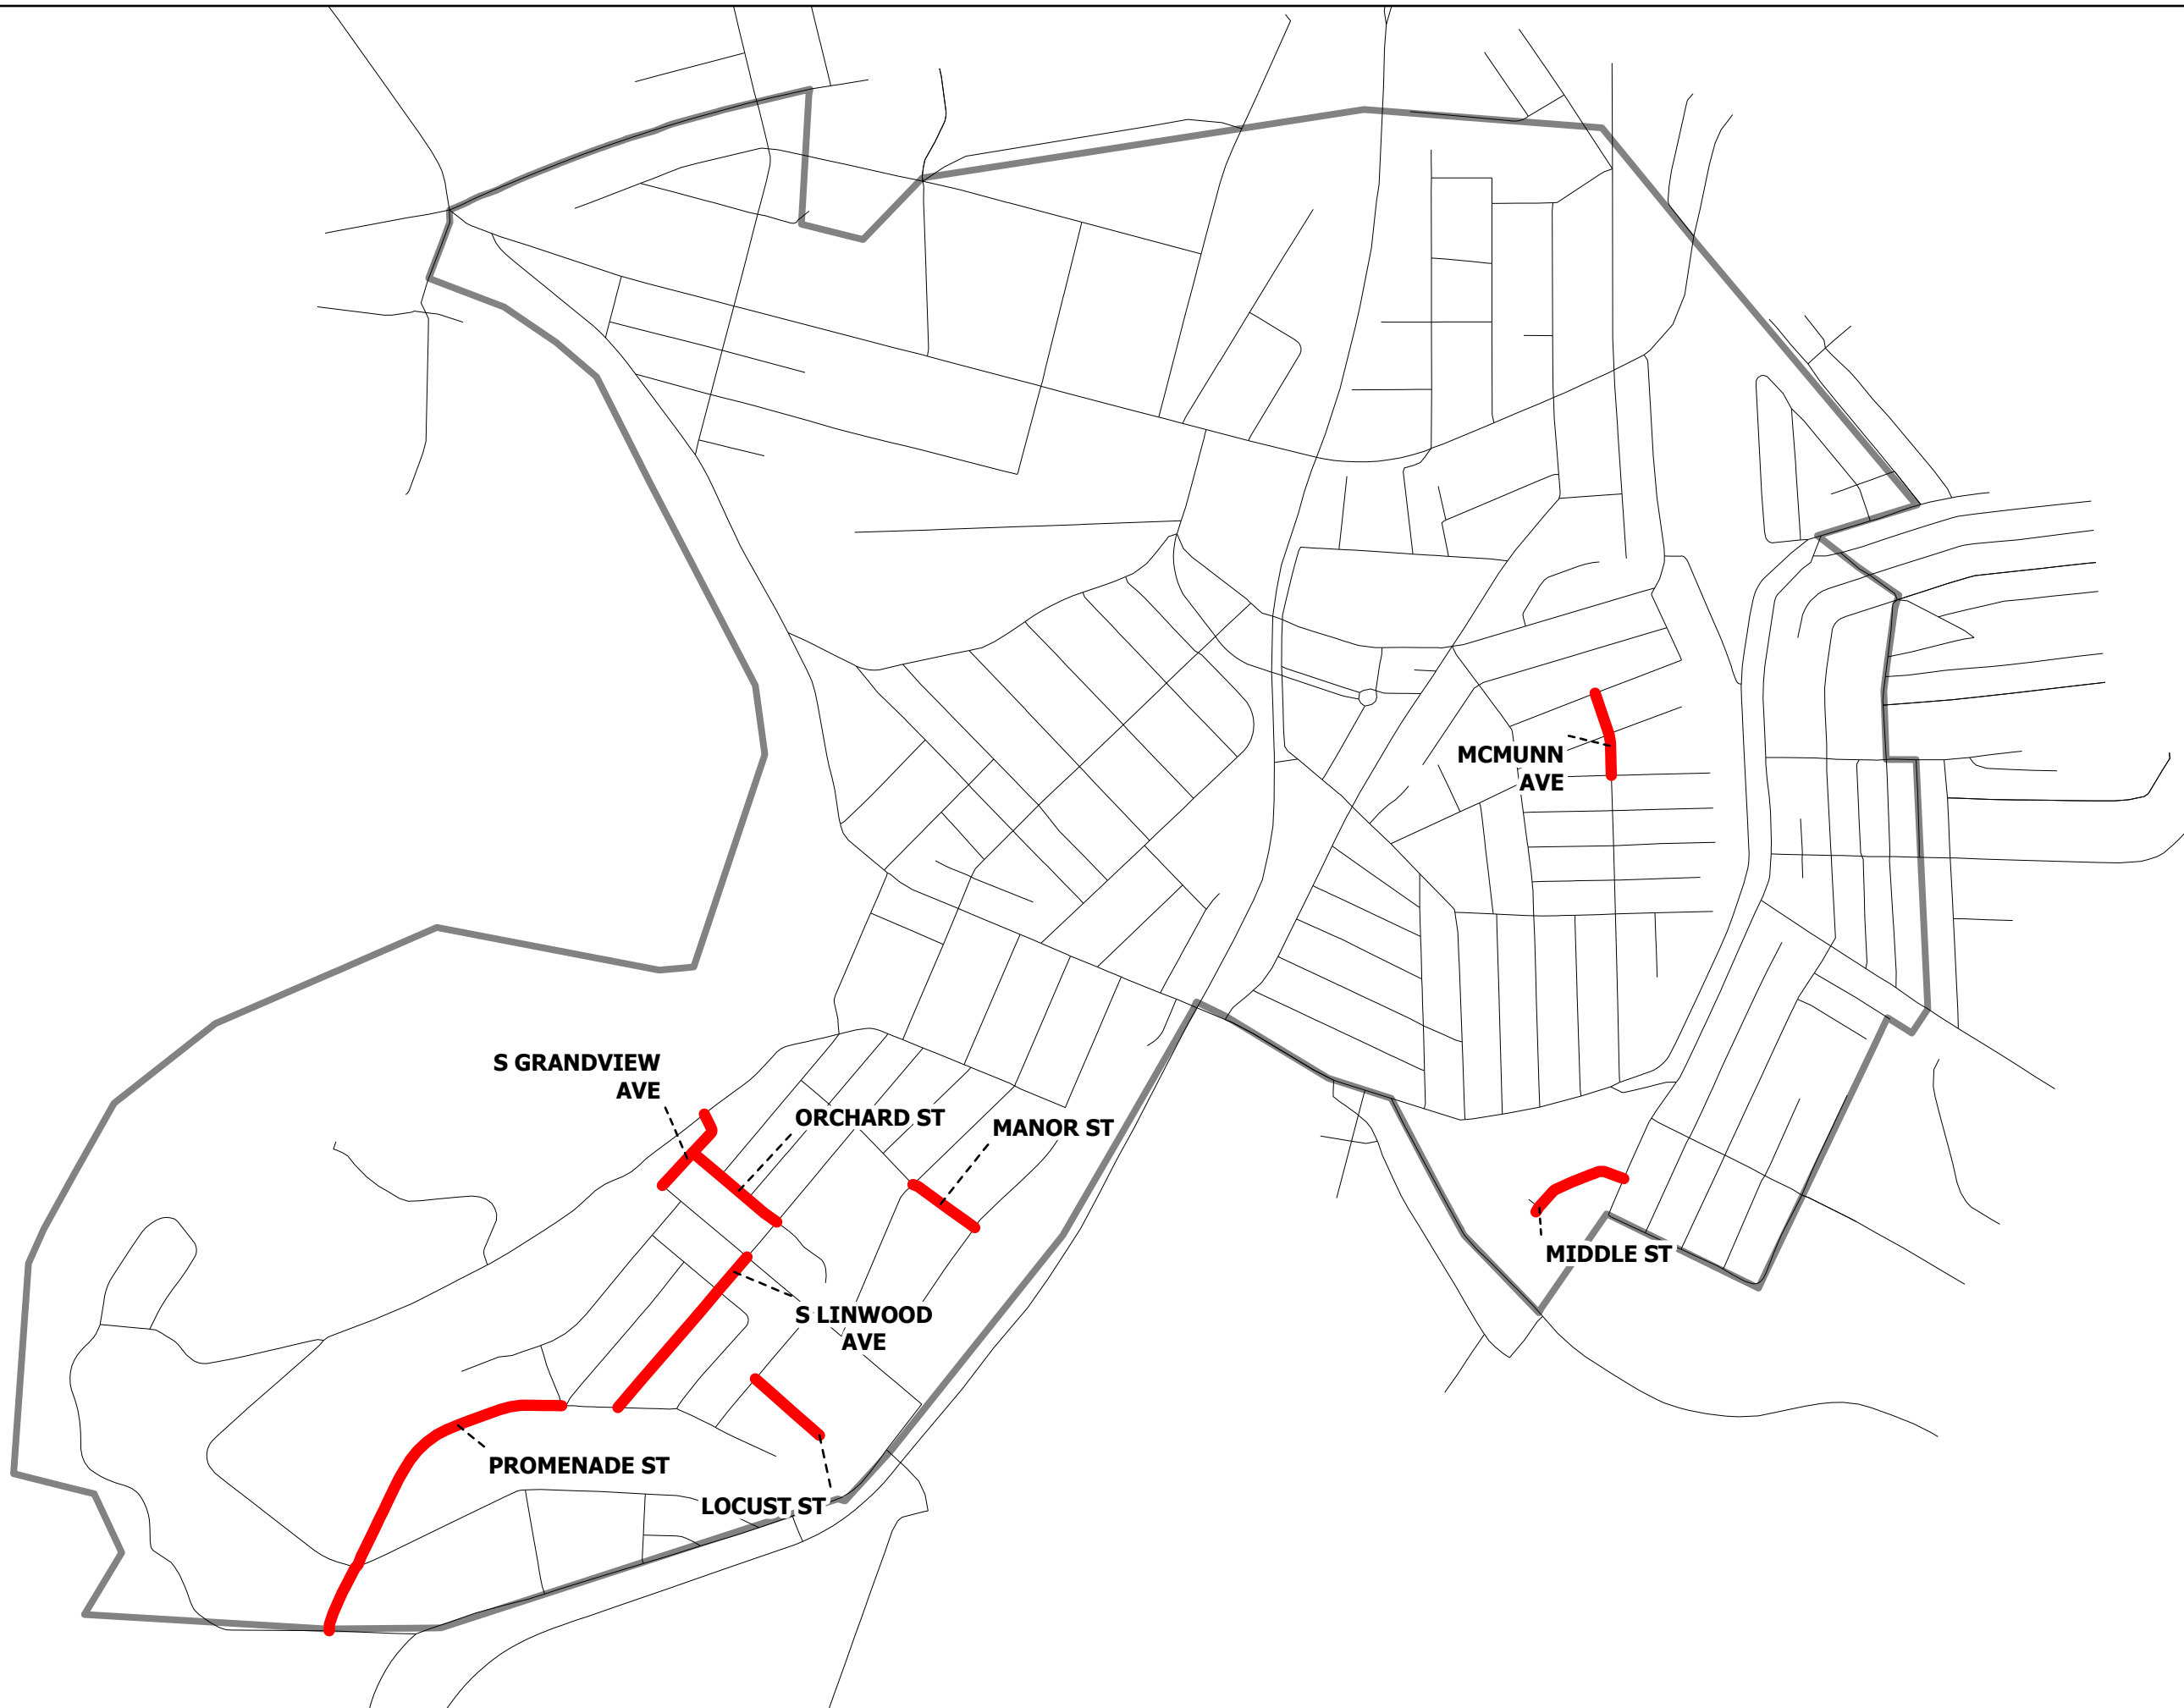 MCMUNN
AVE
S GRANDVIEW
AVE
ORCHARD ST
MANOR ST
MIDDLE ST
S LINWOOD
AVE
PROMENADE ST
LOCUST ST